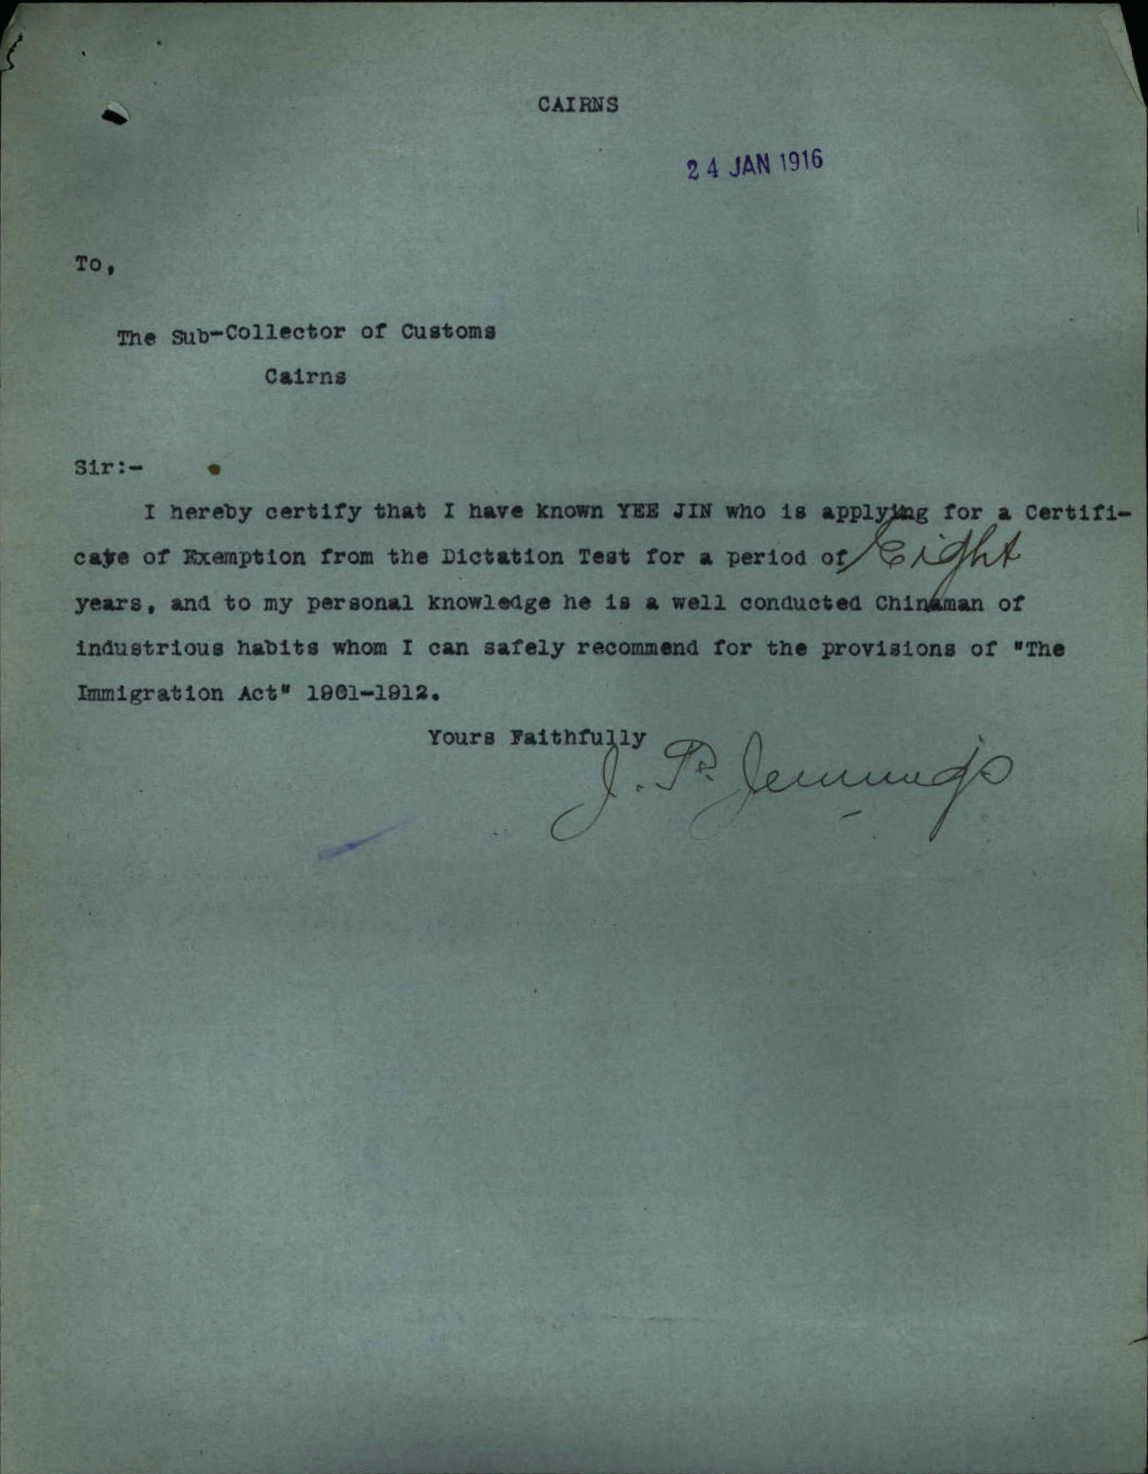 CAIRNS
24 JAN 1916
To,
The Sub-Collector of Customs
Cairns
Sir:-
I hereby certify that I have known YEE JIN who is applying for a Certifi-
cate of Exemption from the Dictation Test for a period of Eight
years, and to my personal knowledge he is a well conducted Chinaman of
industrious habits whom I can safely recommend for the provisions of "The
Immigration Act" 1901-1912.
Yours Faithfully
J. P. Jennings